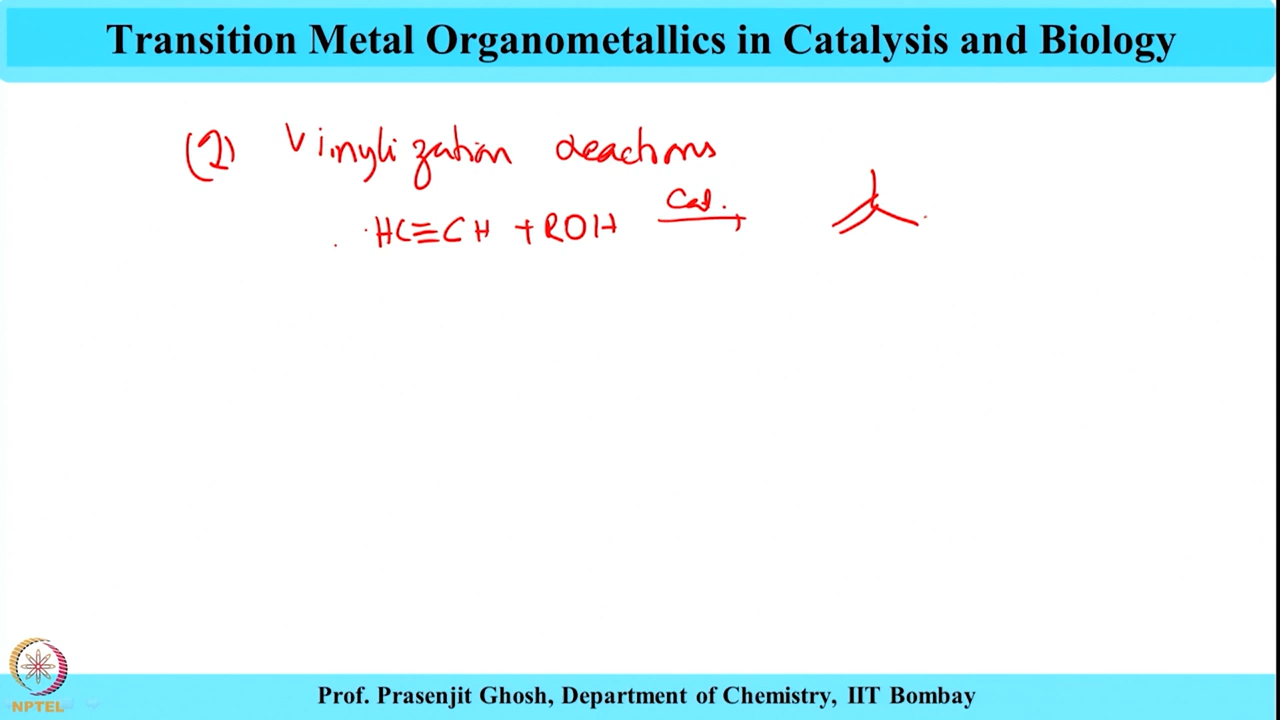 Transition Metal Organometallics in Catalysis and Biology
(2) Vinylization reactions
HC≡CH + ROH Cat. →
Prof. Prasenjit Ghosh, Department of Chemistry, IIT Bombay
NPTEL